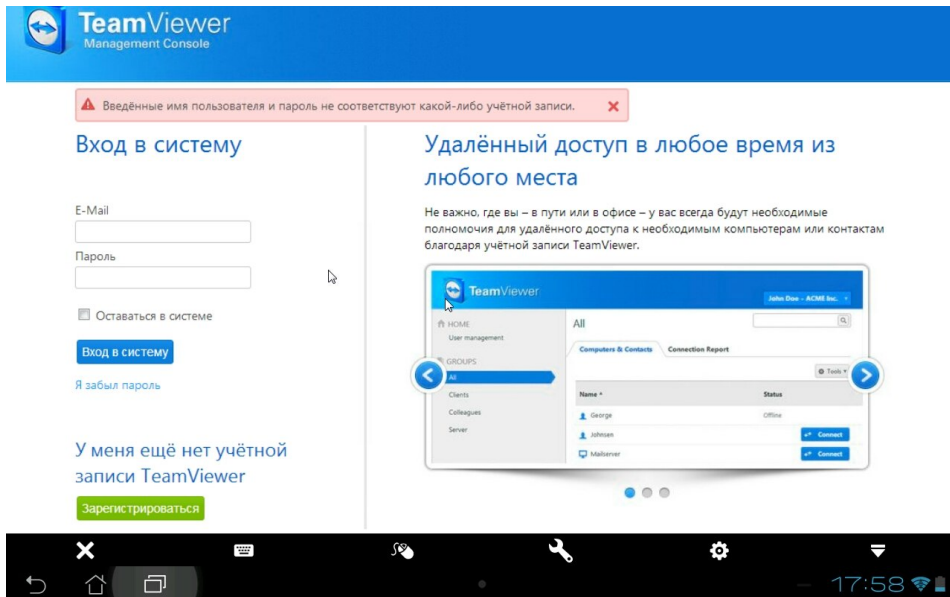 TeamViewer
Management Console
Введённые имя пользователя и пароль не соответствуют какой-либо учётной записи.
Вход в систему
E-Mail
Пароль
Оставаться в системе
Вход в систему
Я забыл пароль
У меня ещё нет учётной
записи TeamViewer
Зарегистрироваться
Удалённый доступ в любое время из
любого места
Не важно, где вы – в пути или в офисе – у вас всегда будут необходимые
полномочия для удалённого доступа к необходимым компьютерам или контактам
благодаря учётной записи TeamViewer.
TeamViewer
John Doe – ACME Inc.
HOME
User management
GROUPS
All
Clients
Colleagues
Server
All
Computers & Contacts Connection Report
Tools
Name Status
George Offline
Johnsen Connect
Mailserver Connect
17:58